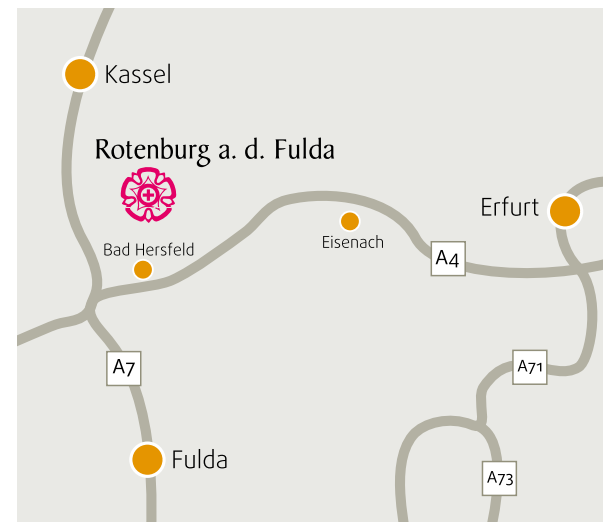 Kassel
Rotenburg a. d. Fulda
Erfurt
Bad Hersfeld
Eisenach
A4
A7
A71
Fulda
A73